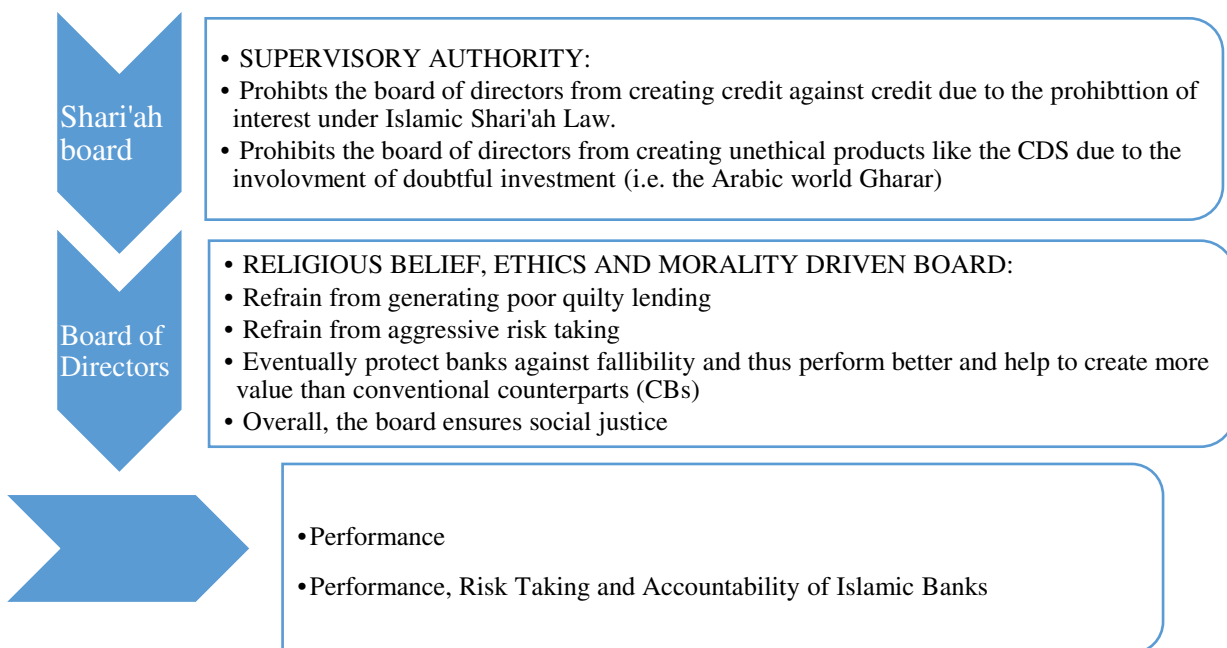 Shari'ah
board
• SUPERVISORY AUTHORITY:
• Prohibts the board of directors from creating credit against credit due to the prohibttion of
interest under Islamic Shari'ah Law.
• Prohibits the board of directors from creating unethical products like the CDS due to the
involovment of doubtful investment (i.e. the Arabic world Gharar)
Board of
Directors
• RELIGIOUS BELIEF, ETHICS AND MORALITY DRIVEN BOARD:
• Refrain from generating poor quilty lending
• Refrain from aggressive risk taking
• Eventually protect banks against fallibility and thus perform better and help to create more
value than conventional counterparts (CBs)
• Overall, the board ensures social justice
•Performance
•Performance, Risk Taking and Accountability of Islamic Banks